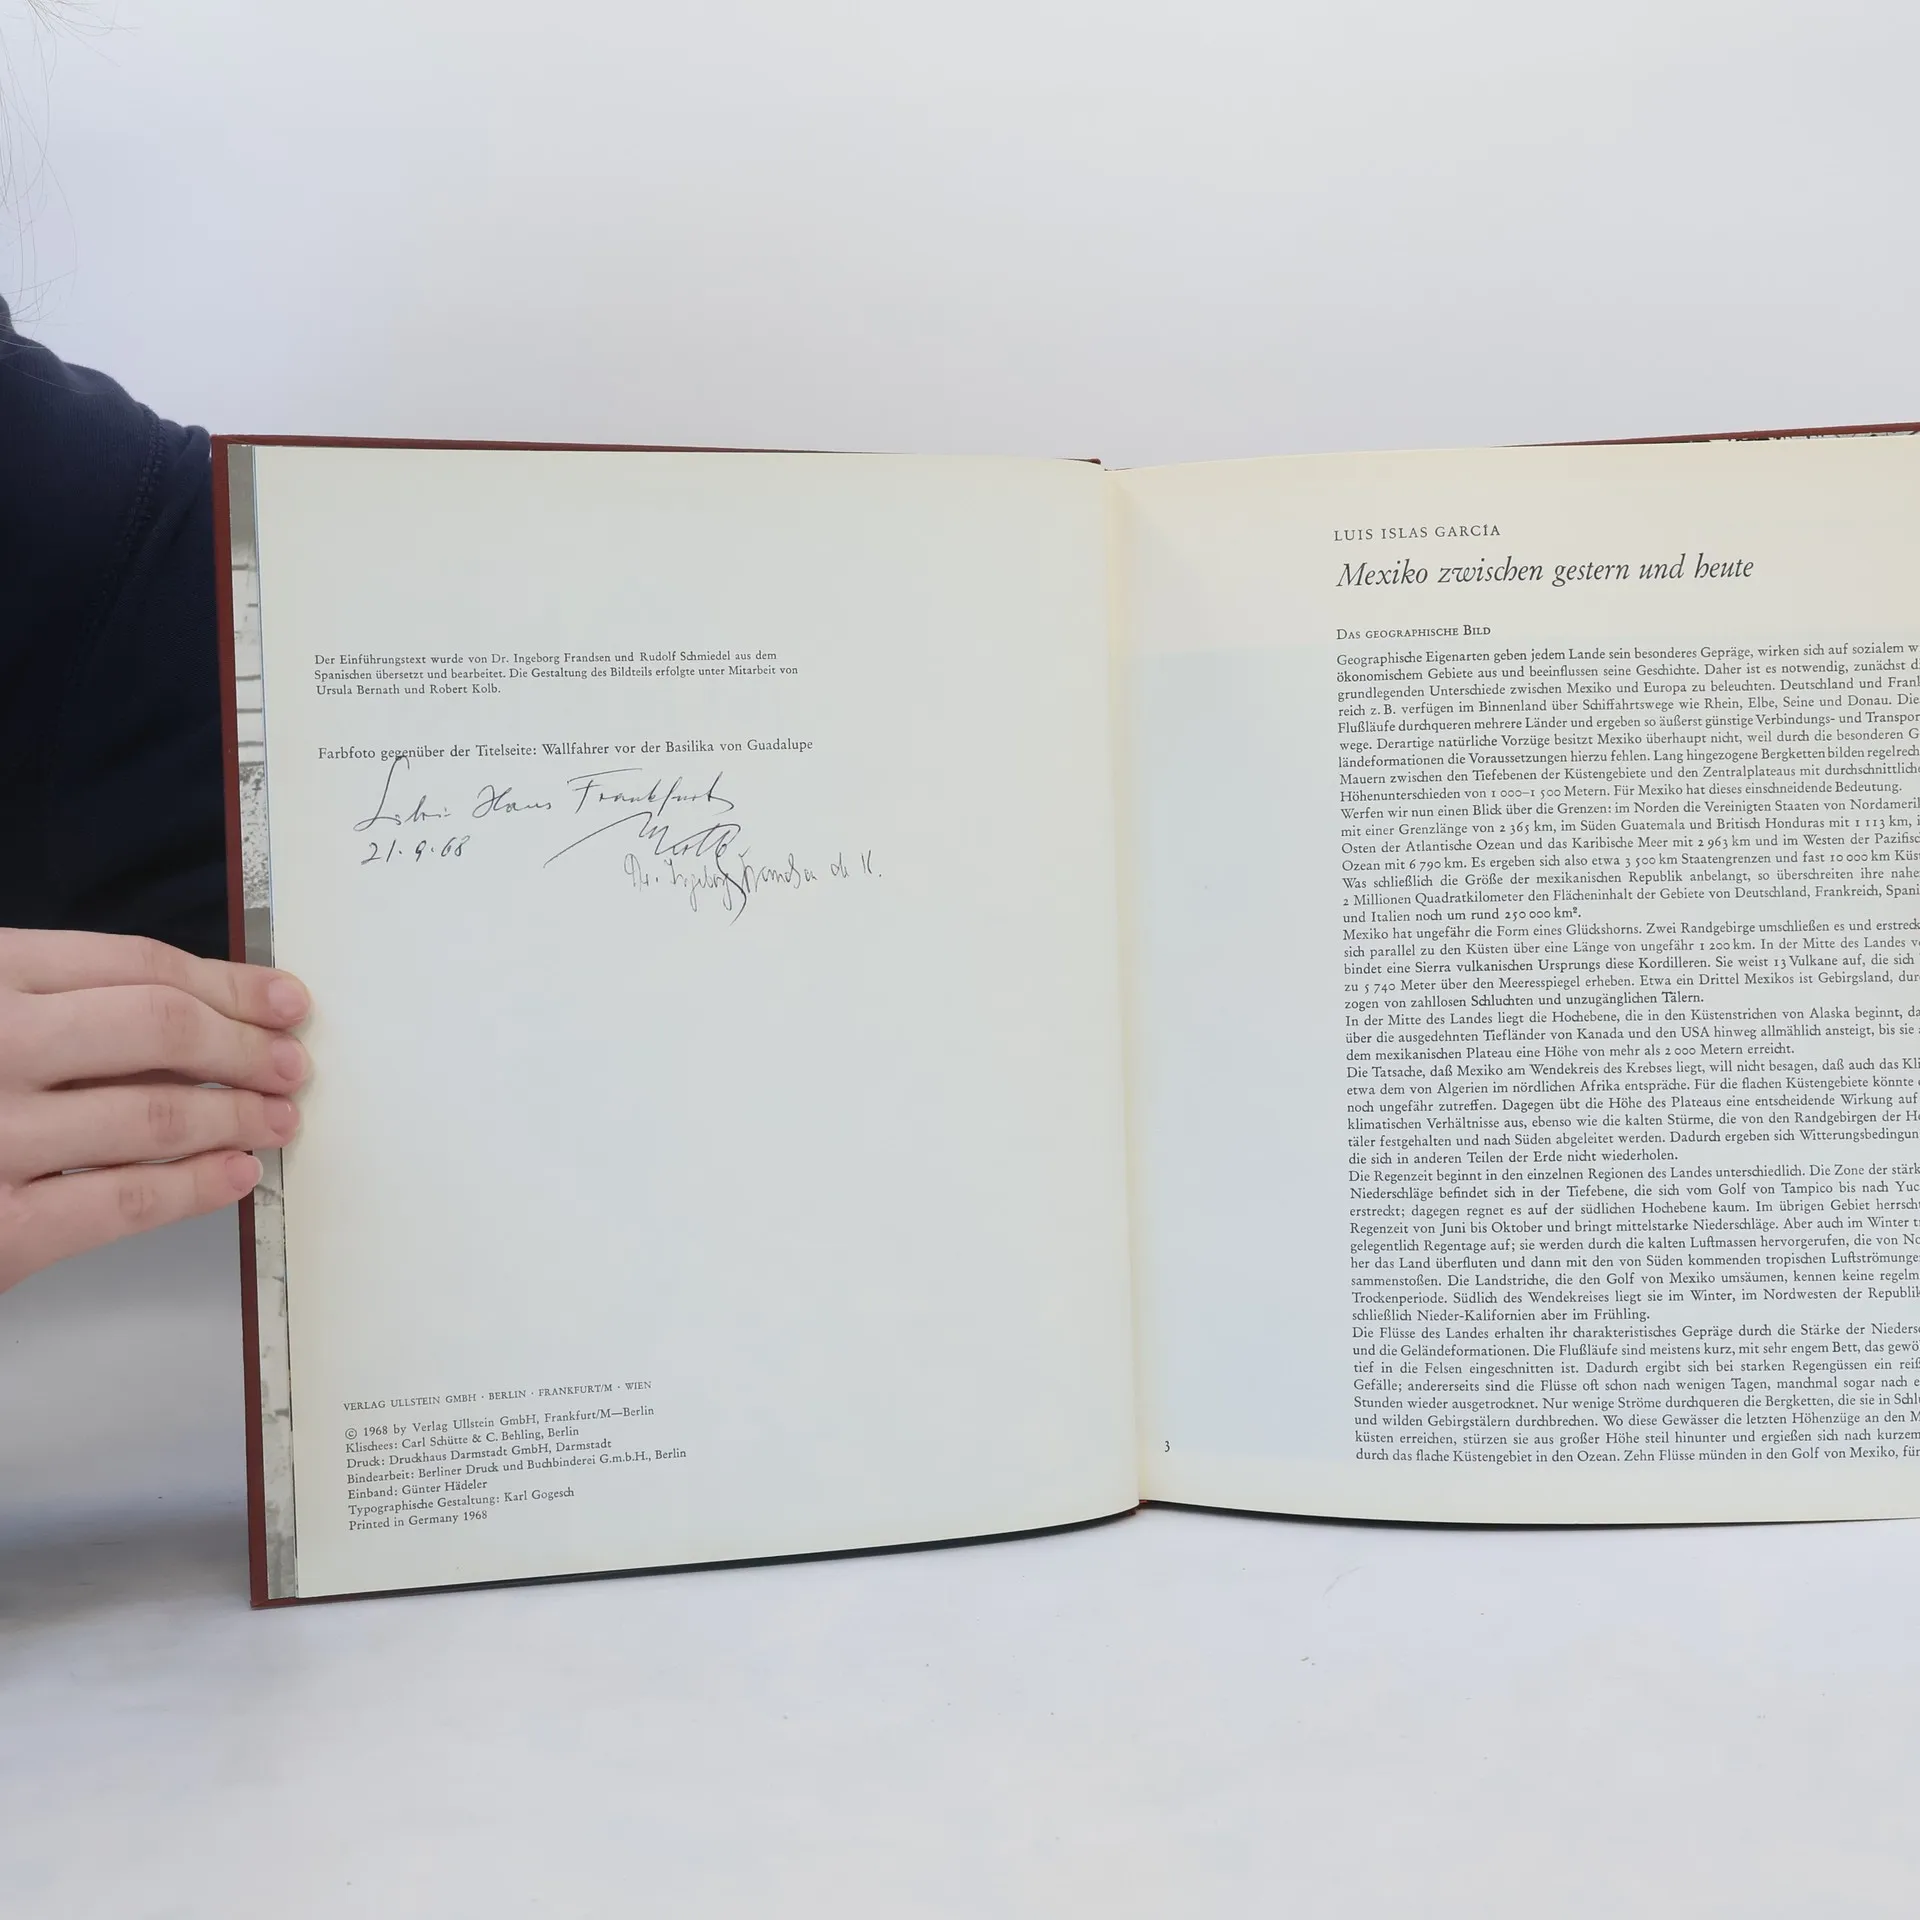 Der Einführungstext wurde von Dr. Ingeborg Frandsen und Rudolf Schmiedel aus dem
Spanischen übersetzt und bearbeitet. Die Gestaltung des Bildteils erfolgte unter Mitarbeit von
Ursula Bernath und Robert Kolb.
Farbfoto gegenüber der Titelseite: Wallfahrer vor der Basilika von Guadalupe
Haus Frankfurt
21.9.68
Dr. Ingeborg Frandsen de K.
VERLAG ULLSTEIN GMBH · BERLIN · FRANKFURT/M · WIEN
© 1968 by Verlag Ullstein GmbH, Frankfurt/M—Berlin
Klischees: Carl Schütte & C. Behling, Berlin
Druck: Druckhaus Darmstadt GmbH, Darmstadt
Bindearbeit: Berliner Druck und Buchbinderei G.m.b.H., Berlin
Einband: Günter Hädeler
Typographische Gestaltung: Karl Gogesch
Printed in Germany 1968
LUIS ISLAS GARCÍA
Mexiko zwischen gestern und heute
DAS GEOGRAPHISCHE BILD
Geographische Eigenarten geben jedem Lande sein besonderes Gepräge, wirken sich auf sozialem
ökonomischem Gebiete aus und beeinflussen seine Geschichte. Daher ist es notwendig, zunächst
grundlegenden Unterschiede zwischen Mexiko und Europa zu beleuchten. Deutschland und Frank
reich z. B. verfügen im Binnenland über Schiffahrtswege wie Rhein, Elbe, Seine und Donau. Die
Flußläufe durchqueren mehrere Länder und ergeben so äußerst günstige Verbindungs- und Transpor
wege. Derartige natürliche Vorzüge besitzt Mexiko überhaupt nicht, weil durch die besonderen
ländeformationen die Voraussetzungen hierzu fehlen. Lang hingezogene Bergketten bilden regelrech
Mauern zwischen den Tiefebenen der Küstengebiete und den Zentralplateaus mit durchschnittliche
Höhenunterschieden von 1 000–1 500 Metern. Für Mexiko hat dieses einschneidende Bedeutung.
Werfen wir nun einen Blick über die Grenzen: im Norden die Vereinigten Staaten von Nordamerik
mit einer Grenzlänge von 2 365 km, im Süden Guatemala und Britisch Honduras mit 1 113 km,
Osten der Atlantische Ozean und das Karibische Meer mit 2 963 km und im Westen der Pazifisc
Ozean mit 6 790 km. Es ergeben sich also etwa 3 500 km Staatengrenzen und fast 10 000 km Küs
Was schließlich die Größe der mexikanischen Republik anbelangt, so überschreiten ihre nahe
2 Millionen Quadratkilometer den Flächeninhalt der Gebiete von Deutschland, Frankreich, Spani
und Italien noch um rund 250 000 km².
Mexiko hat ungefähr die Form eines Glückshorns. Zwei Randgebirge umschließen es und erstreck
sich parallel zu den Küsten über eine Länge von ungefähr 1 200 km. In der Mitte des Landes
bindet eine Sierra vulkanischen Ursprungs diese Kordilleren. Sie weist 13 Vulkane auf, die sich
zu 5 740 Meter über den Meeresspiegel erheben. Etwa ein Drittel Mexikos ist Gebirgsland, dur
zogen von zahllosen Schluchten und unzugänglichen Tälern.
In der Mitte des Landes liegt die Hochebene, die in den Küstenstrichen von Alaska beginnt,
über die ausgedehnten Tiefländer von Kanada und den USA hinweg allmählich ansteigt, bis sie
dem mexikanischen Plateau eine Höhe von mehr als 2 000 Metern erreicht.
Die Tatsache, daß Mexiko am Wendekreis des Krebses liegt, will nicht besagen, daß auch das Kli
etwa dem von Algerien im nördlichen Afrika entspräche. Für die flachen Küstengebiete könnte
noch ungefähr zutreffen. Dagegen übt die Höhe des Plateaus eine entscheidende Wirkung auf
klimatischen Verhältnisse aus, ebenso wie die kalten Stürme, die von den Randgebirgen der
täler festgehalten und nach Süden abgeleitet werden. Dadurch ergeben sich Witterungsbedingun
die sich in anderen Teilen der Erde nicht wiederholen.
Die Regenzeit beginnt in den einzelnen Regionen des Landes unterschiedlich. Die Zone der stärk
Niederschläge befindet sich in der Tiefebene, die sich vom Golf von Tampico bis nach Yuc
erstreckt; dagegen regnet es auf der südlichen Hochebene kaum. Im übrigen Gebiet herrsch
Regenzeit von Juni bis Oktober und bringt mittelstarke Niederschläge. Aber auch im Winter
gelegentlich Regentage auf; sie werden durch die kalten Luftmassen hervorgerufen, die von
her das Land überfluten und dann mit den von Süden kommenden tropischen Luftströmunge
sammenstoßen. Die Landstriche, die den Golf von Mexiko umsäumen, kennen keine regelm
Trockenperiode. Südlich des Wendekreises liegt sie im Winter, im Nordwesten der Republik
schließlich Nieder-Kalifornien aber im Frühling.
Die Flüsse des Landes erhalten ihr charakteristisches Gepräge durch die Stärke der Nieders
und die Geländeformationen. Die Flußläufe sind meistens kurz, mit sehr engem Bett, das gewö
tief in die Felsen eingeschnitten ist. Dadurch ergibt sich bei starken Regengüssen ein reiß
Gefälle; andererseits sind die Flüsse oft schon nach wenigen Tagen, manchmal sogar nach
Stunden wieder ausgetrocknet. Nur wenige Ströme durchqueren die Bergketten, die sie in Schl
und wilden Gebirgstälern durchbrechen. Wo diese Gewässer die letzten Höhenzüge an den
küsten erreichen, stürzen sie aus großer Höhe steil hinunter und ergießen sich nach kurzem
durch das flache Küstengebiet in den Ozean. Zehn Flüsse münden in den Golf von Mexiko, fün
3